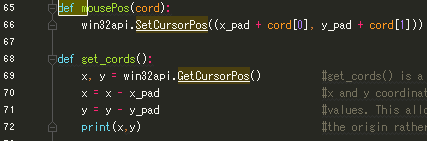 65 def mousePos(cord):
66 win32api.SetCursorPos((x_pad + cord[0], y_pad + cord[1]))
67
68 def get_cords():
69 x, y = win32api.GetCursorPos() #get_cords() is a
70 x = x - x_pad #x and y coordinat
71 y = y - y_pad #values. This allo
72 print(x,y) #the origin rather